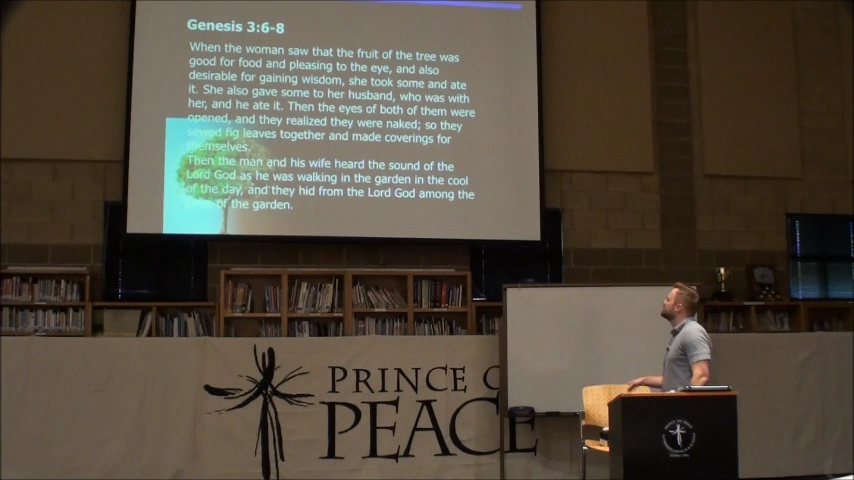 Genesis 3:6-8
When the woman saw that the fruit of the tree was
good for food and pleasing to the eye, and also
desirable for gaining wisdom, she took some and ate
it. She also gave some to her husband, who was with
her, and he ate it. Then the eyes of both of them were
opened, and they realized they were naked; so they
sewed fig leaves together and made coverings for
themselves.
Then the man and his wife heard the sound of the
Lord God as he was walking in the garden in the cool
of the day, and they hid from the Lord God among the
of the garden.
PRINCE
PEACE